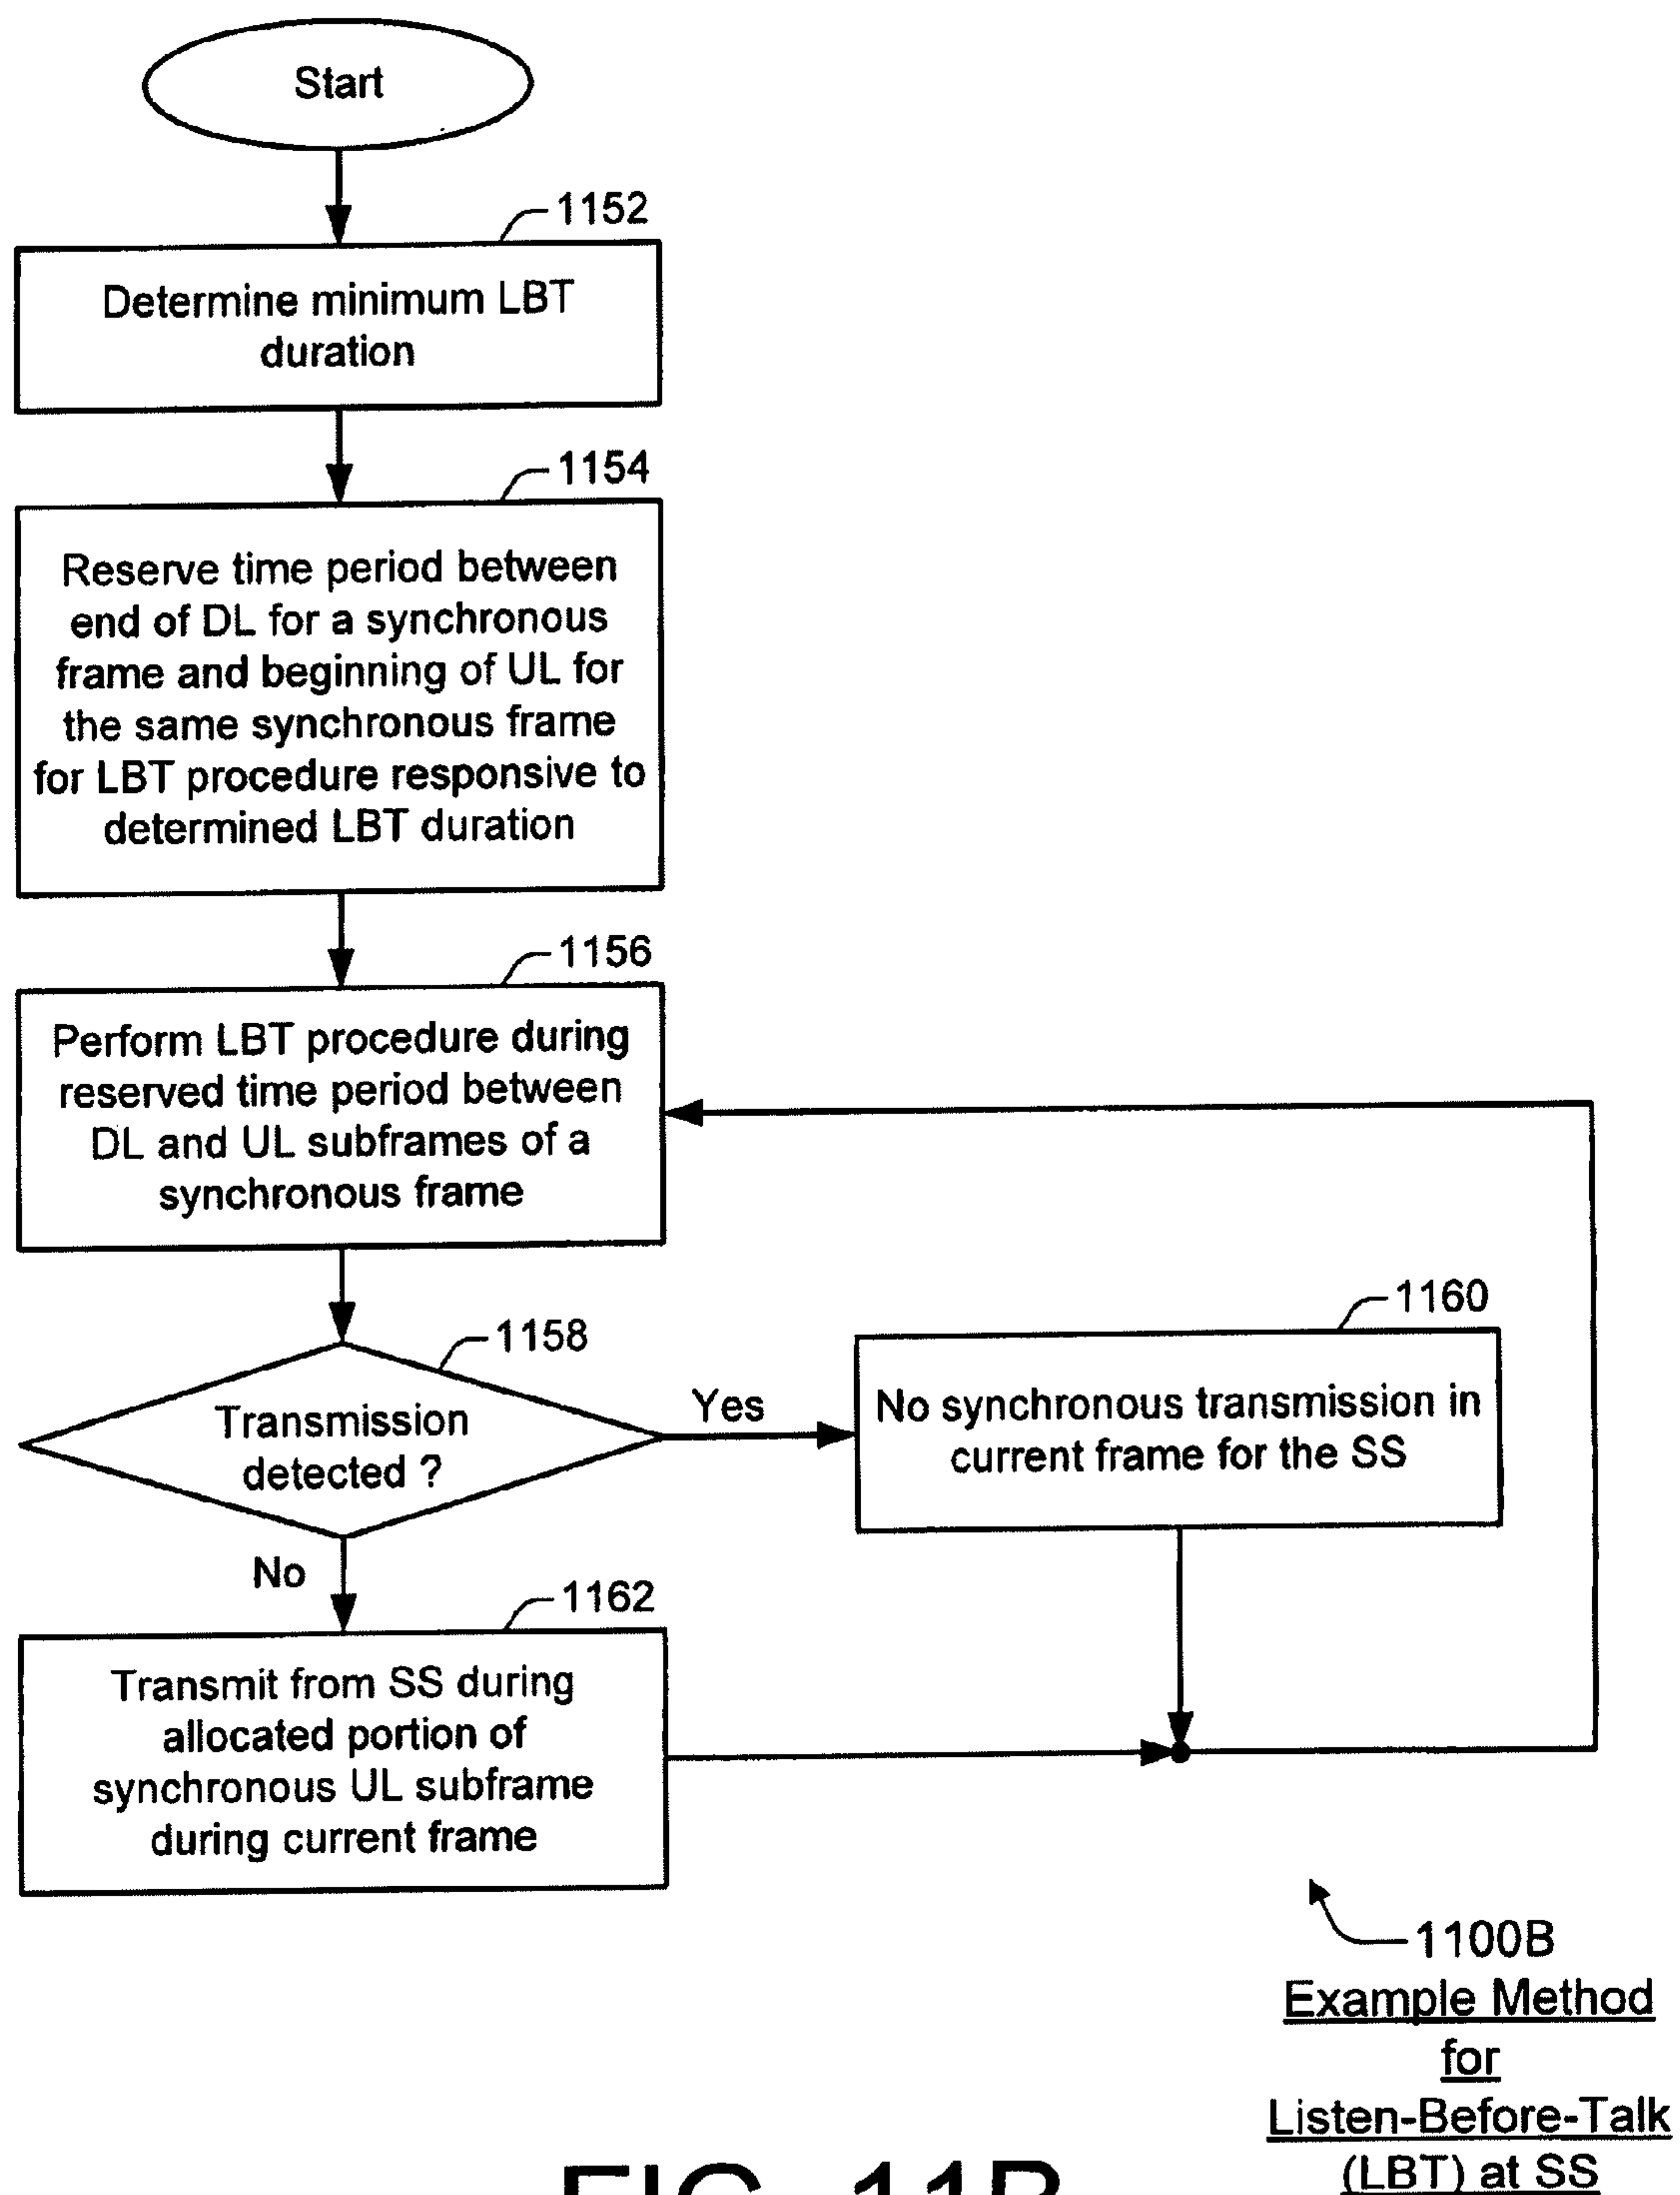 Start
1152
Determine minimum LBT
duration
1154
Reserve time period between
end of DL for a synchronous
frame and beginning of UL for
the same synchronous frame
for LBT procedure responsive to
determined LBT duration
1156
Perform LBT procedure during
reserved time period between
DL and UL subframes of a
synchronous frame
1158
Transmission
detected ?
Yes
1160
No synchronous transmission in
current frame for the SS
No
1162
Transmit from SS during
allocated portion of
synchronous UL subframe
during current frame
1100B
Example Method
for
Listen-Before-Talk
(LBT) at SS
FIG. 11B